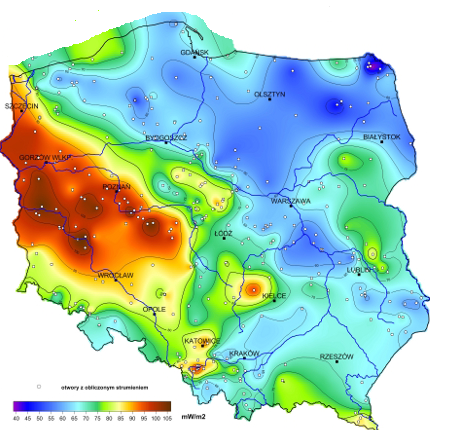 GDAŃSK
OLSZTYN
SZCZECIN
BYDGOSZCZ
BIAŁYSTOK
GORZÓW WLKP.
POZNAŃ
WARSZAWA
ŁÓDŹ
LUBLIN
WROCŁAW
KIELCE
OPOLE
KATOWICE
KRAKÓW
RZESZÓW
otwory z obliczonym strumieniem
40 45 50 55 60 65 70 75 80 85 90 95 100 105 mW/m2